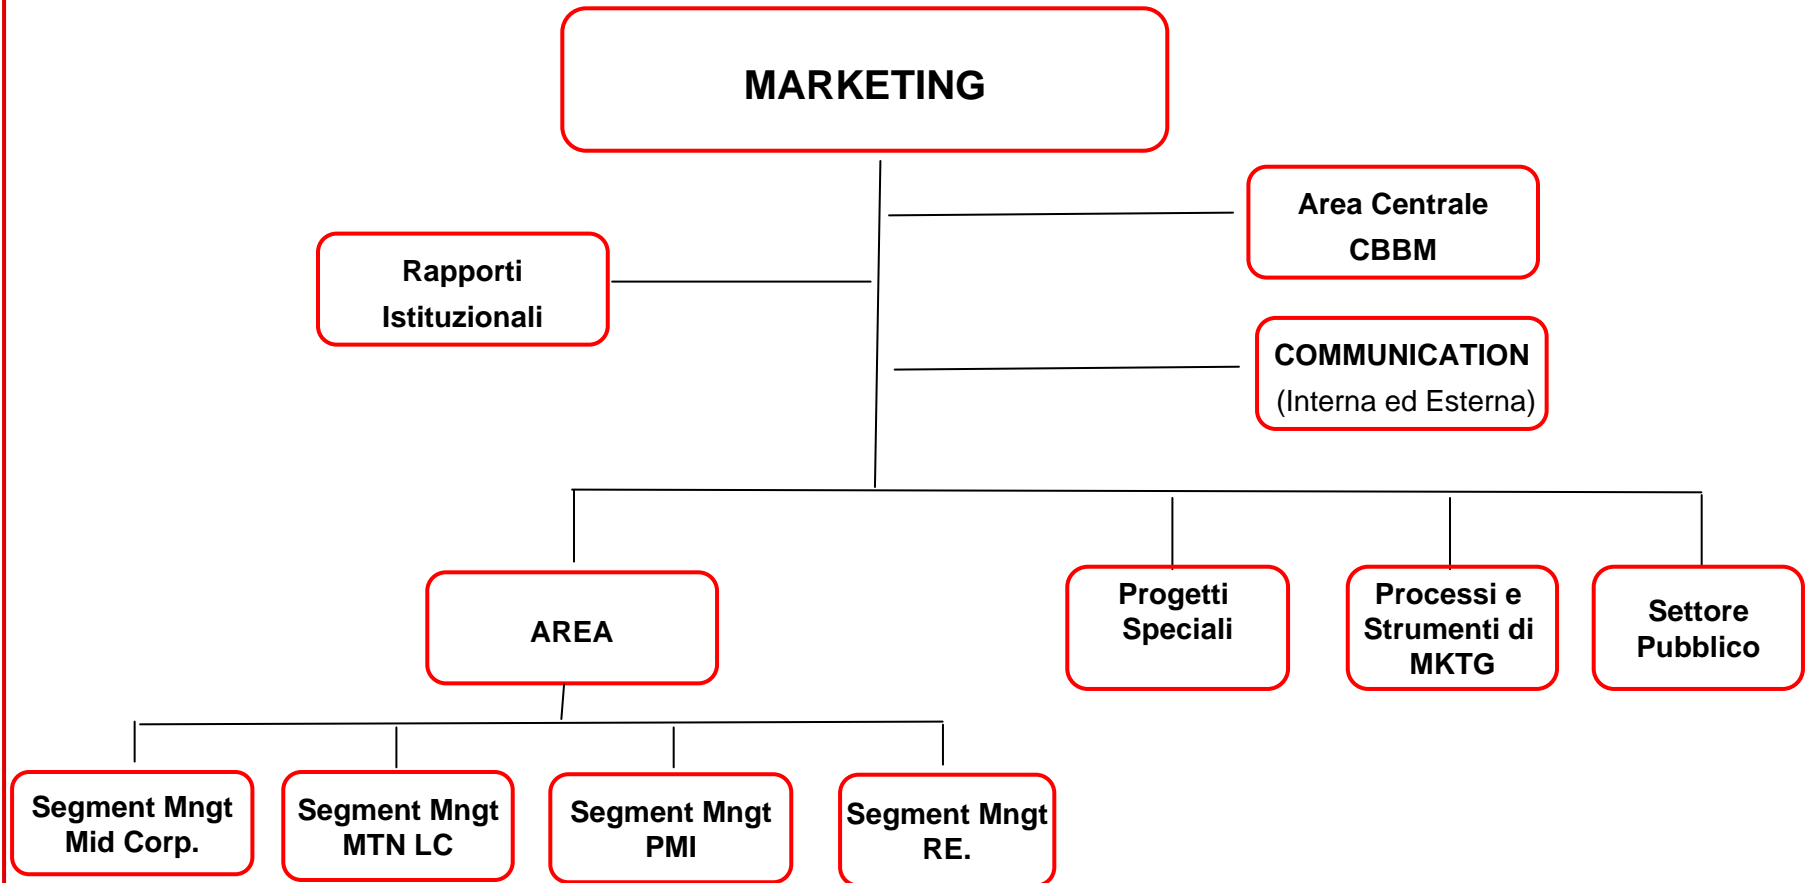 MARKETING
Area Centrale
CBBM
Rapporti
Istituzionali
COMMUNICATION
(Interna ed Esterna)
AREA
Progetti
Speciali
Processi e
Strumenti di
MKTG
Settore
Pubblico
Segment Mngt
Mid Corp.
Segment Mngt
MTN LC
Segment Mngt
PMI
Segment Mngt
RE.